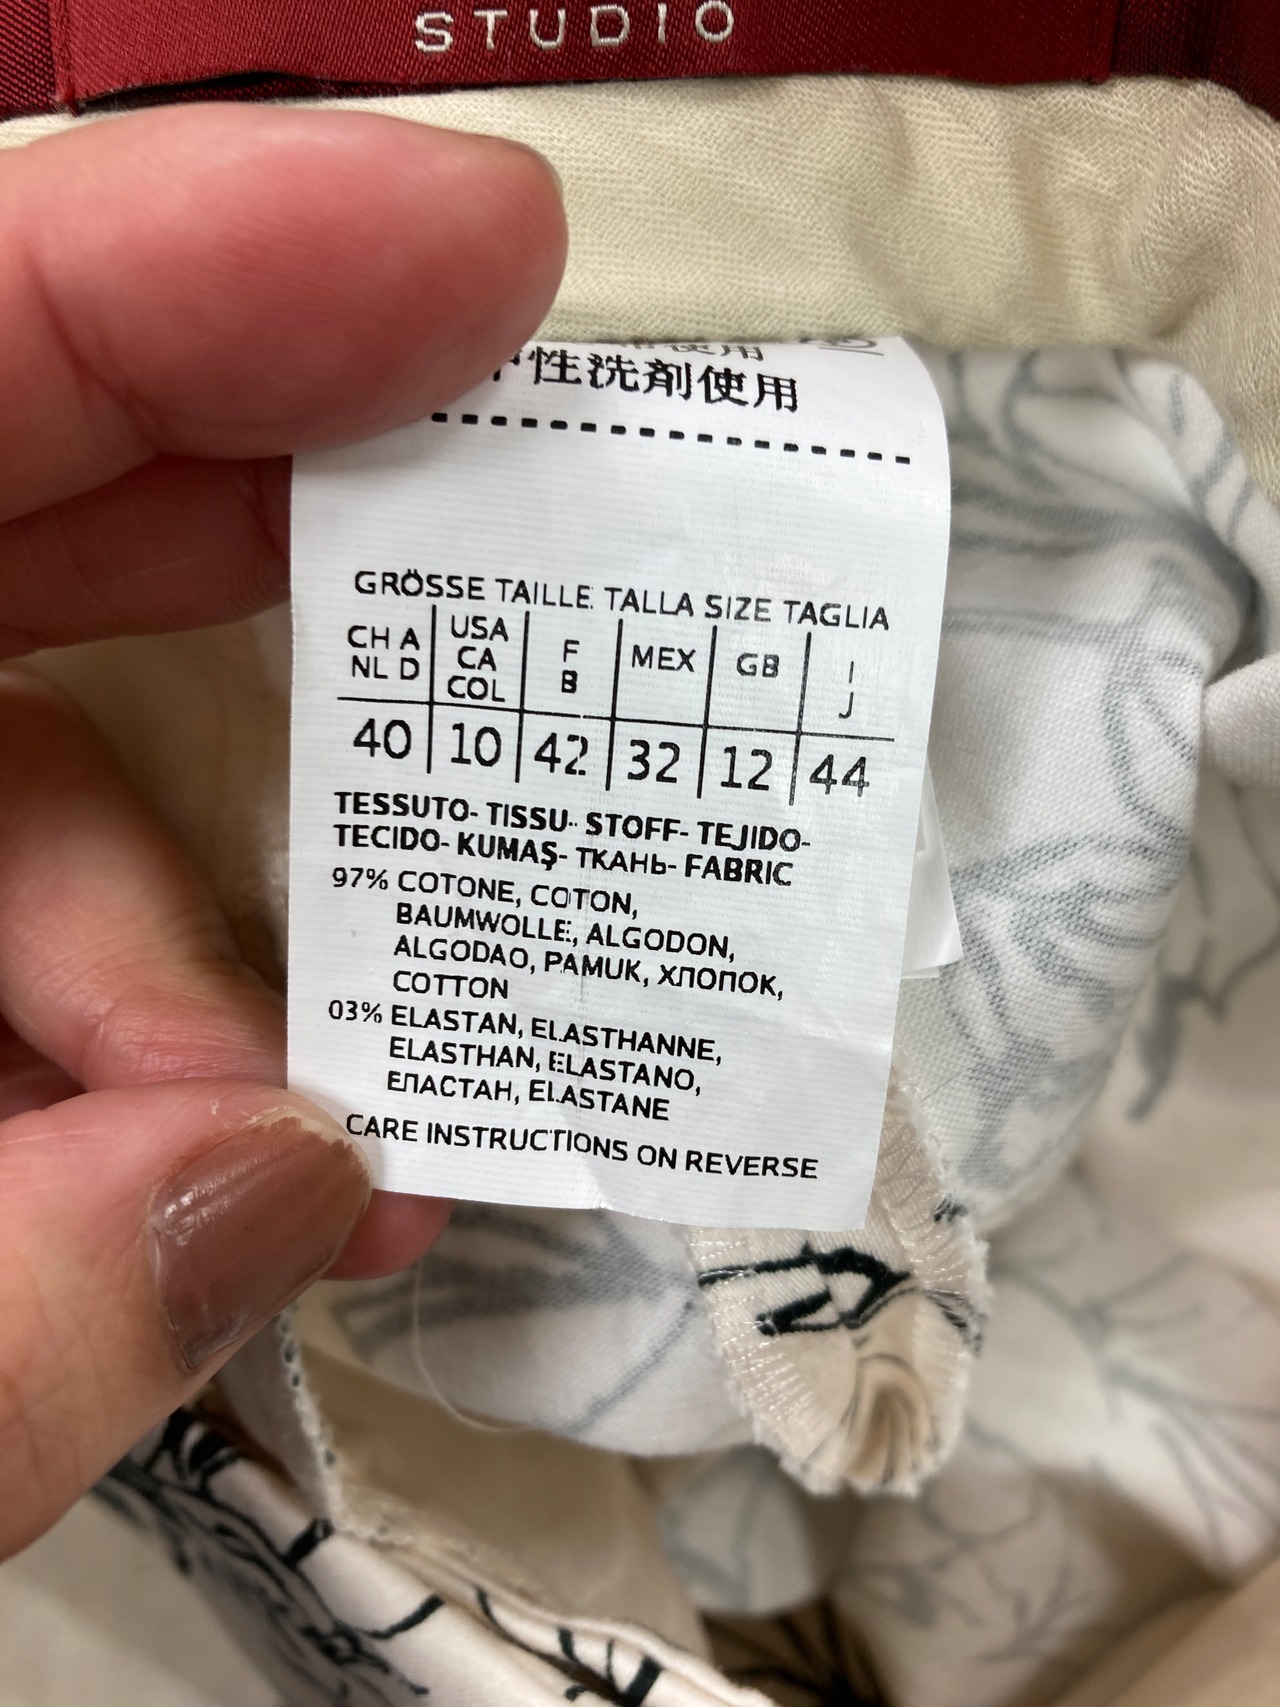 STUDIO
性洗剤使用
GRÖSSE TAILLE TALLA SIZE TAGLIA
CH A NL D | USA CA COL | F B | MEX | GB | I J
40 | 10 | 42 | 32 | 12 | 44
TESSUTO- TISSU- STOFF- TEJIDO-
TECIDO- KUMAŞ- ТКАНЬ- FABRIC
97% COTONE, COTON,
BAUMWOLLE, ALGODON,
ALGODAO, PAMUK, ХЛОПОК,
COTTON
03% ELASTAN, ELASTHANNE,
ELASTHAN, ELASTANO,
ЕПАСТАН, ELASTANE
CARE INSTRUCTIONS ON REVERSE